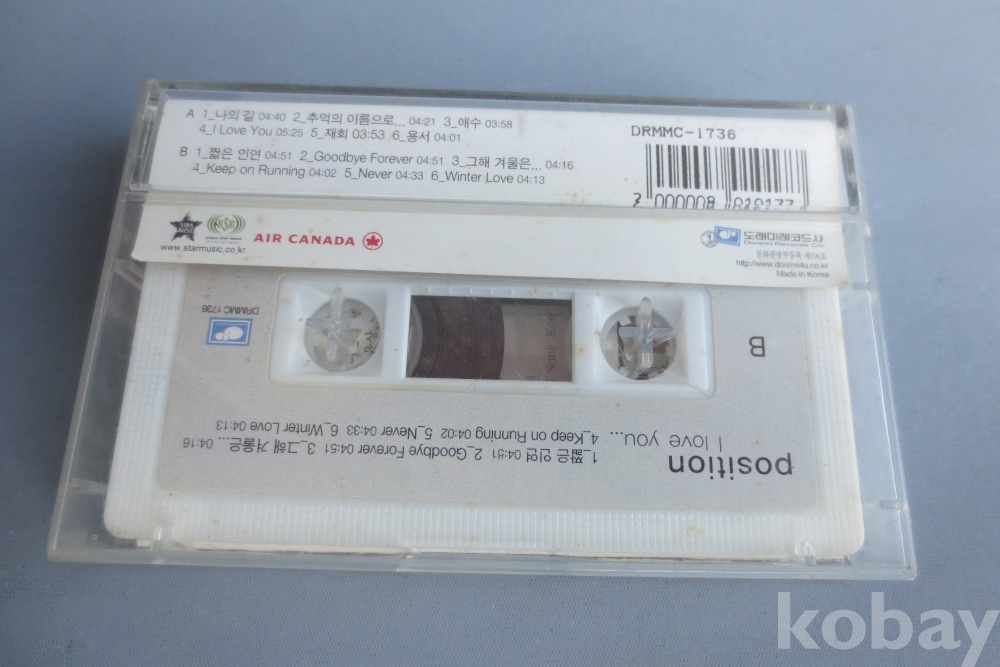 A 1_나의 길 04:40 2_추억의 이름으로... 04:21 3_애수 03:58
4_I Love You 05:25 5_재회 03:53 6_용서 04:01
B 1_짧은 인연 04:51 2_Goodbye Forever 04:51 3_그해 겨울은... 04:16
4_Keep on Running 04:02 5_Never 04:33 6_Winter Love 04:13
DRMMC-1736
www.starmusic.co.kr
AIR CANADA
도레미레코드사
Doremi Records Co.
http://www.doremi4u.co.kr
Made in Korea
DRMMC 1736
B
position
I love you...
1_짧은 인연 04:51 2_Goodbye Forever 04:51 3_그해 겨울은... 04:16
4_Keep on Running 04:02 5_Never 04:33 6_Winter Love 04:13
kobay